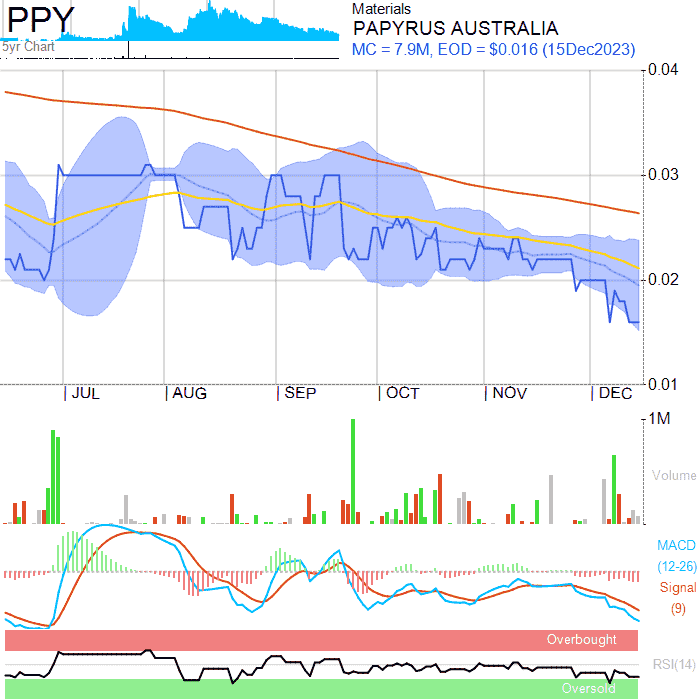 PPY
5yr Chart
Materials
PAPYRUS AUSTRALIA
MC = 7.9M, EOD = $0.016 (15Dec2023)
0.04
0.03
0.02
0.01
JUL AUG SEP OCT NOV DEC
1M
Volume
MACD
(12-26)
Signal
(9)
Overbought
RSI(14)
Oversold